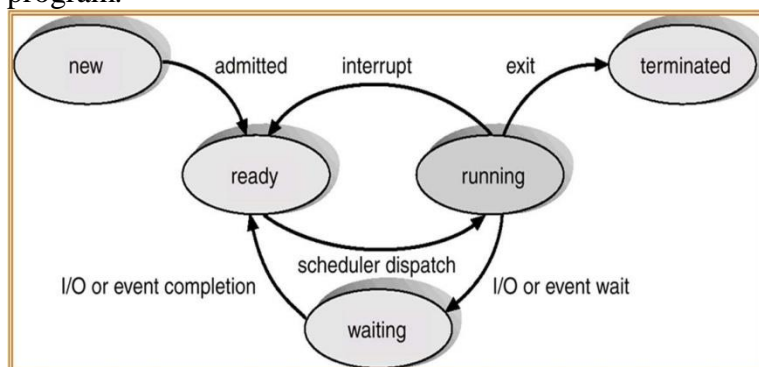 program.
new
admitted
interrupt
exit
terminated
ready
running
scheduler dispatch
I/O or event completion
I/O or event wait
waiting